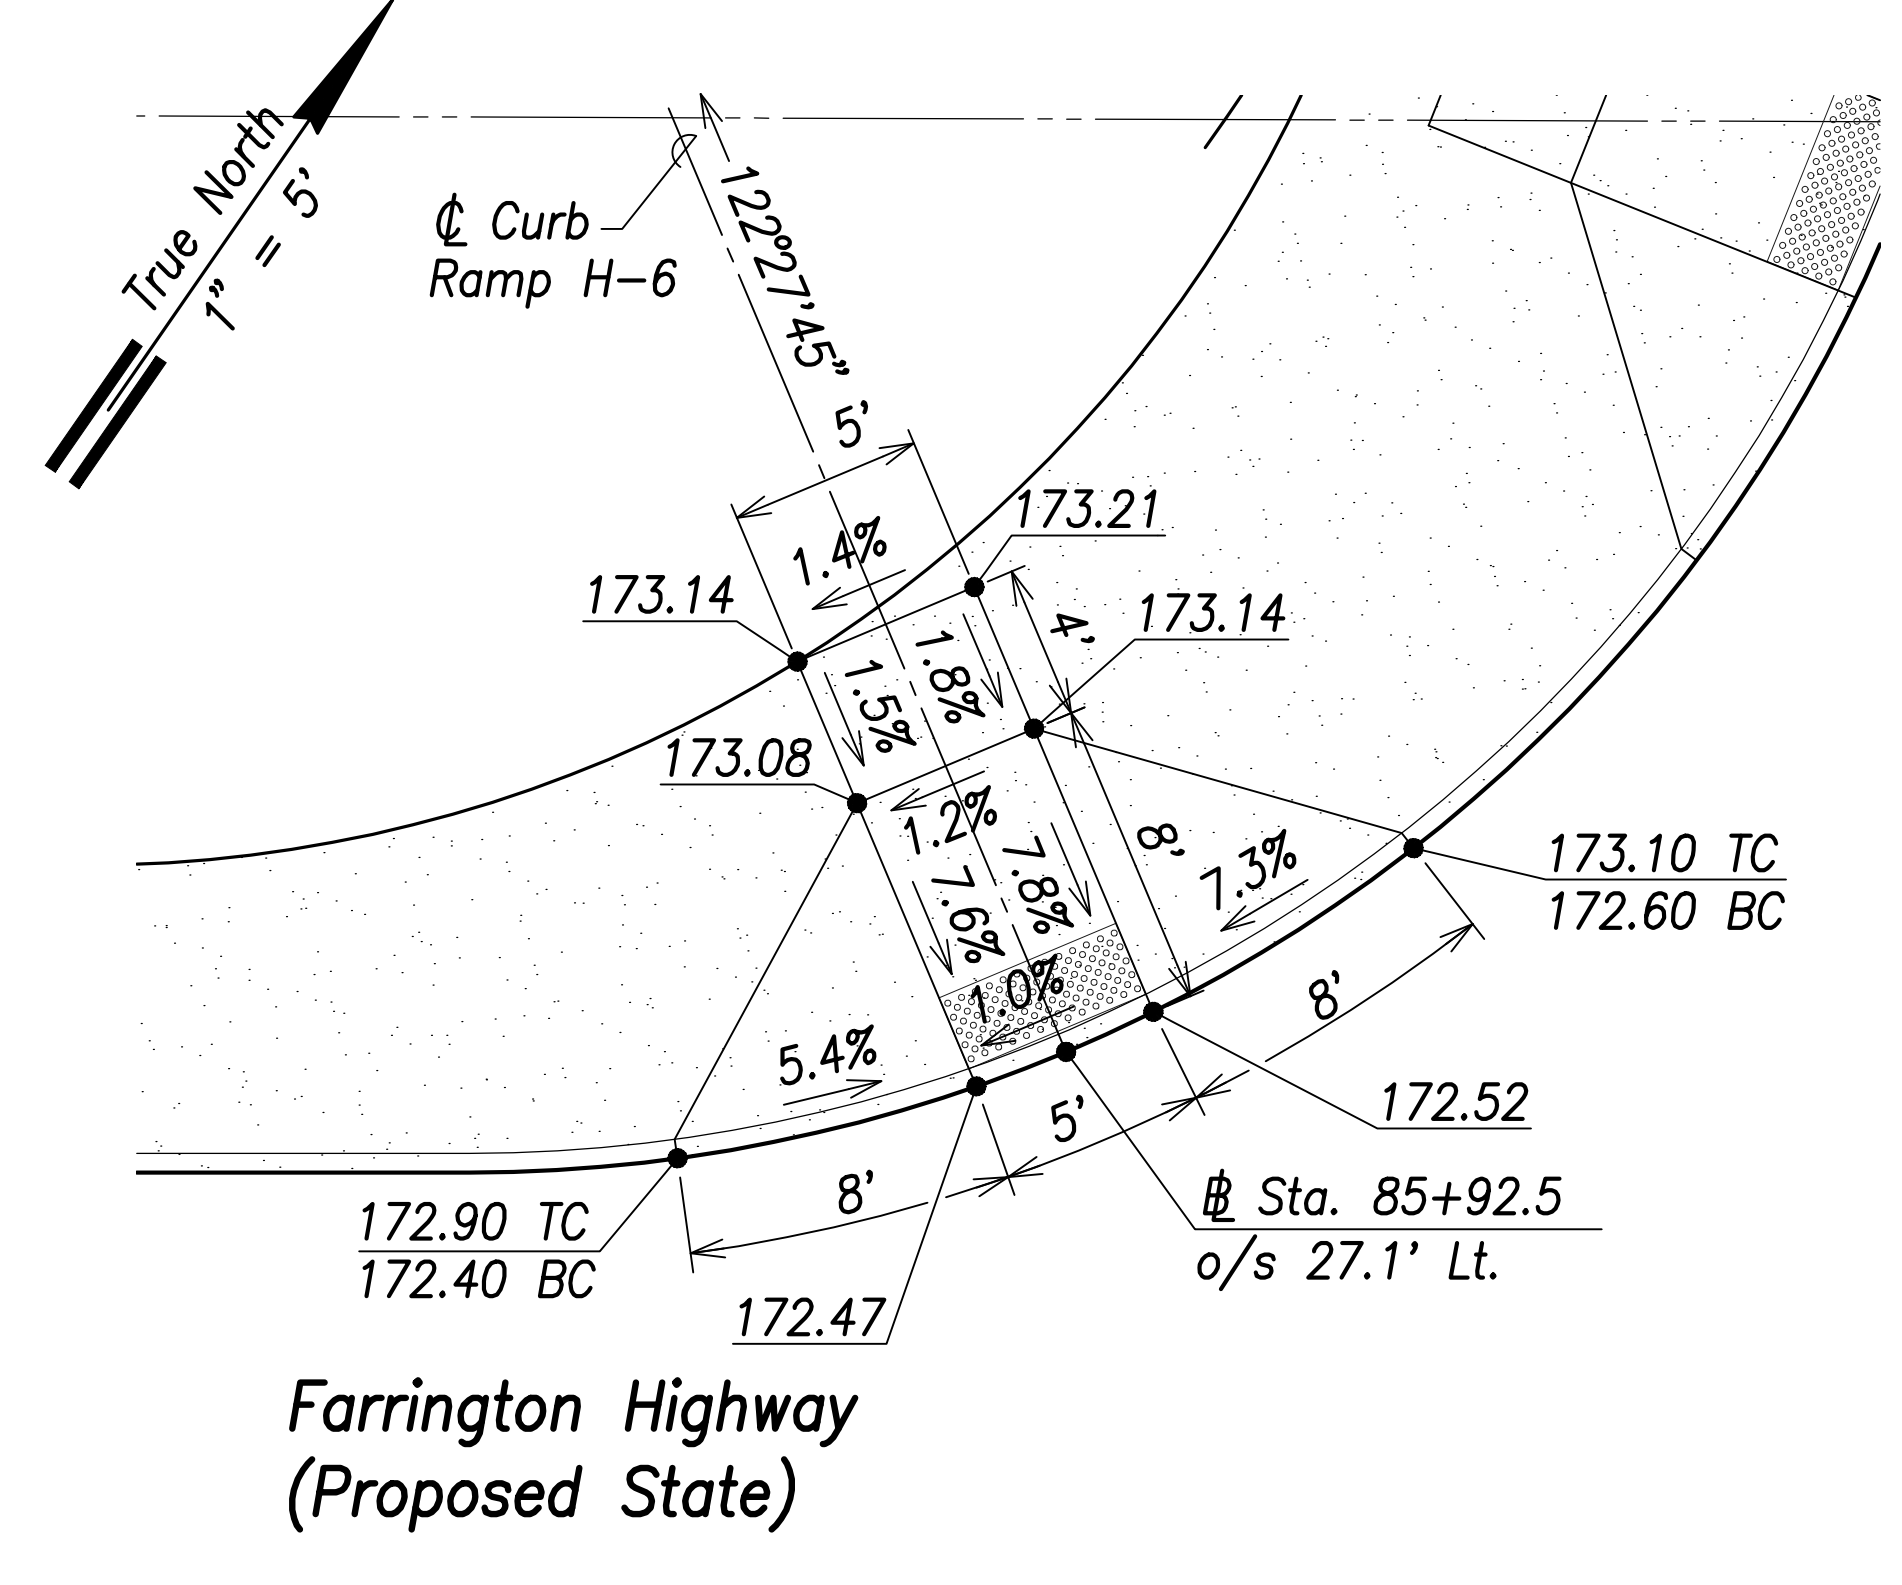 True North
1" = 5'
℄ Curb
Ramp H-6
122°27'45"
5'
1.4%
173.21
173.14
4'
173.14
1.8%
1.5%
173.08
1.2%
7.8%
7.6%
8'
7.3%
173.10 TC
172.60 BC
1.0%
8'
5.4%
5'
172.52
8'
172.90 TC
172.40 BC
BL Sta. 85+92.5
o/s 27.1' Lt.
172.47
Farrington Highway
(Proposed State)